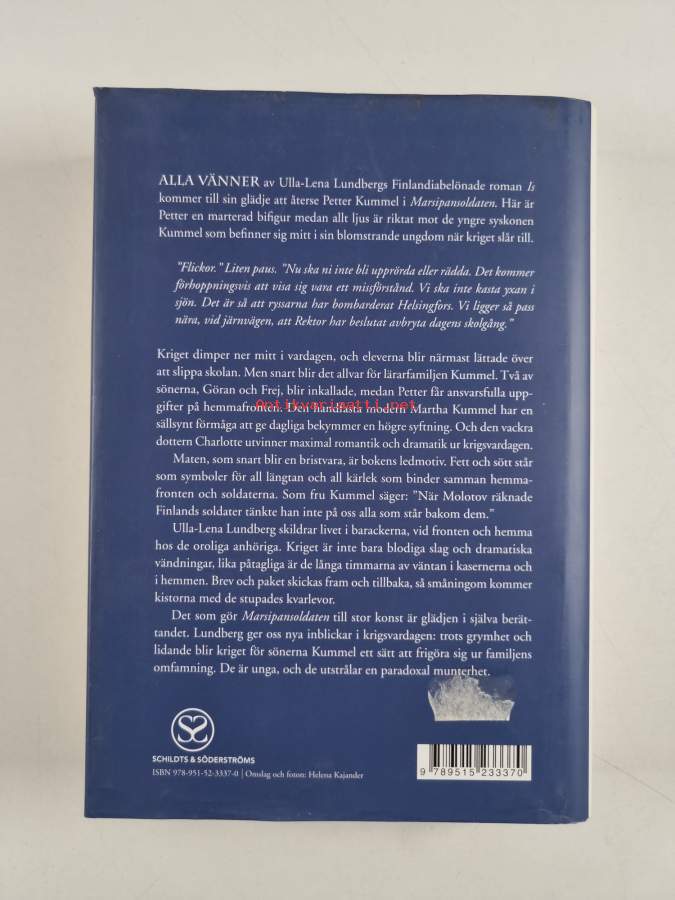 ALLA VÄNNER av Ulla-Lena Lundbergs Finlandiabelönade roman Is
kommer till sin glädje att återse Petter Kummel i Marsipansoldaten. Här är
Petter en marterad bifigur medan allt ljus är riktat mot de yngre syskonen
Kummel som befinner sig mitt i sin blomstrande ungdom när kriget slår till.
"Flickor." Liten paus. "Nu ska ni inte bli upprörda eller rädda. Det kommer
förhoppningsvis att visa sig vara ett missförstånd. Vi ska inte kasta yxan i
sjön. Det är så att ryssarna har bombarderat Helsingfors. Vi ligger så pass
nära, vid järnvägen, att Rektor har beslutat avbryta dagens skolgång."
Kriget dimper ner mitt i vardagen, och eleverna blir närmast lättade över
att slippa skolan. Men snart blir det allvar för lärarfamiljen Kummel. Två av
sönerna, Göran och Frej, blir inkallade, medan Petter får ansvarsfulla upp-
gifter på hemmafronten. Den handfasta modern Martha Kummel har en
Antikvariaatti.net
sällsynt förmåga att ge dagliga bekymmer en högre syftning. Och den vackra
dottern Charlotte utvinner maximal romantik och dramatik ur krigsvardagen.
Maten, som snart blir en bristvara, är bokens ledmotiv. Fett och sött står
som symboler för all längtan och all kärlek som binder samman hemma-
fronten och soldaterna. Som fru Kummel säger: "När Molotov räknade
Finlands soldater tänkte han inte på oss alla som står bakom dem."
Ulla-Lena Lundberg skildrar livet i barackerna, vid fronten och hemma
hos de oroliga anhöriga. Kriget är inte bara blodiga slag och dramatiska
vändningar, lika påtagliga är de långa timmarna av väntan i kasernerna och
i hemmen. Brev och paket skickas fram och tillbaka, så småningom kommer
kistorna med de stupades kvarlevor.
Det som gör Marsipansoldaten till stor konst är glädjen i själva berät-
tandet. Lundberg ger oss nya inblickar i krigsvardagen: trots grymhet och
lidande blir kriget för sönerna Kummel ett sätt att frigöra sig ur familjens
omfamning. De är unga, och de utstrålar en paradoxal munterhet.
SCHILDTS & SÖDERSTRÖMS
ISBN 978-951-52-3337-0 | Omslag och foton: Helena Kajander
9 789515 233370